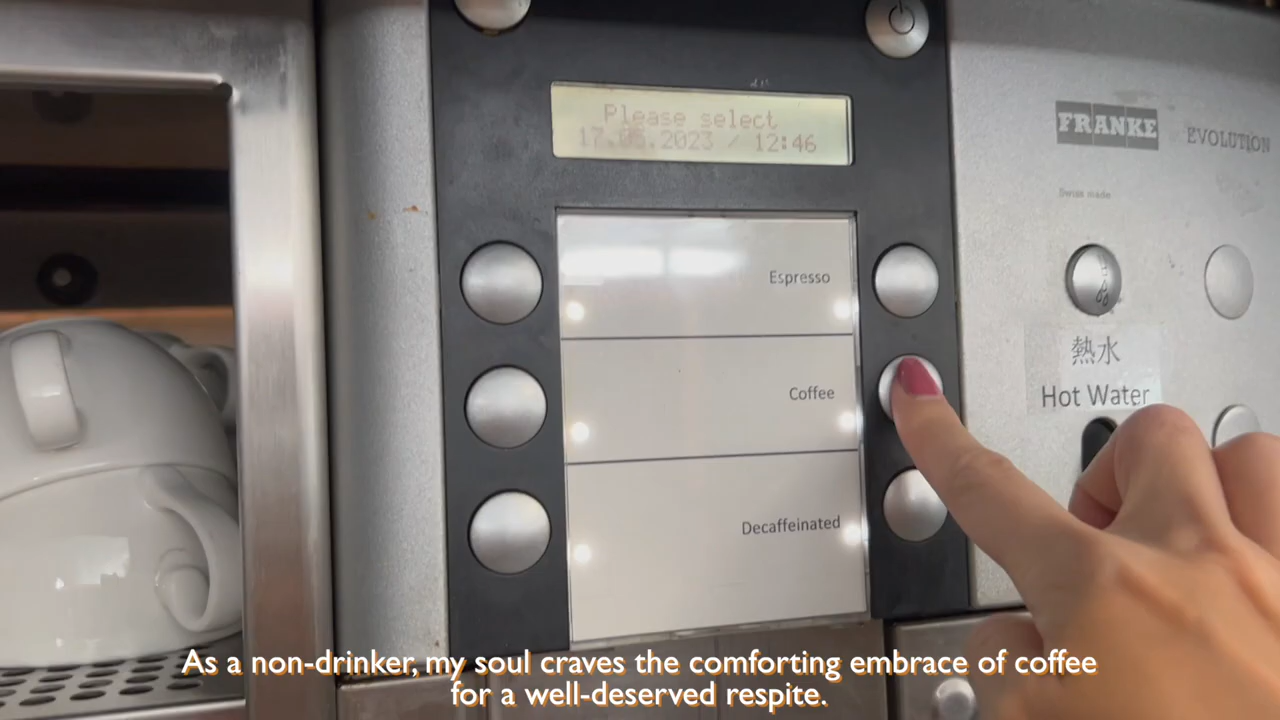 Please select
17.05.2023 / 12:46
FRANKE
EVOLUTION
Swiss made
Espresso
Coffee
Decaffeinated
熱水
Hot Water
As a non-drinker, my soul craves the comforting embrace of coffee
for a well-deserved respite.